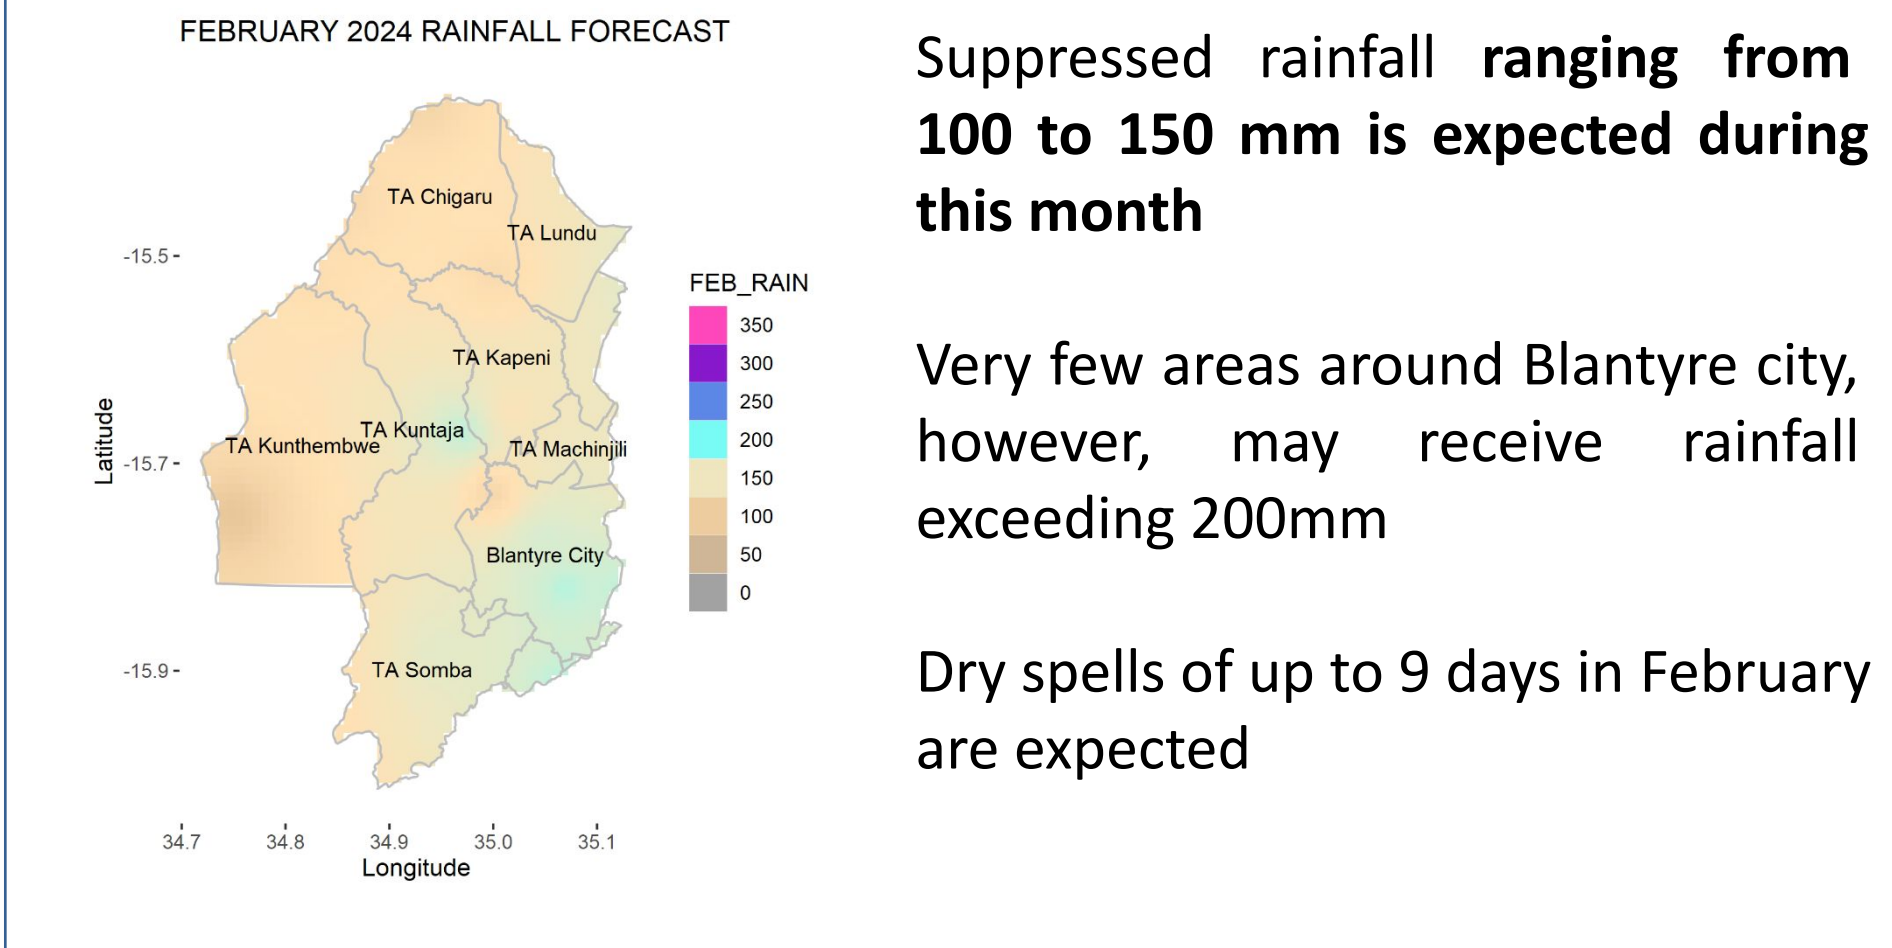 FEBRUARY 2024 RAINFALL FORECAST
TA Chigaru
TA Lundu
TA Kapeni
TA Kuntaja
TA Kunthembwe
TA Machinjili
Blantyre City
TA Somba
-15.5
-15.7
-15.9
Latitude
34.7 34.8 34.9 35.0 35.1
Longitude
FEB_RAIN
350
300
250
200
150
100
50
0
Suppressed rainfall ranging from
100 to 150 mm is expected during
this month
Very few areas around Blantyre city,
however, may receive rainfall
exceeding 200mm
Dry spells of up to 9 days in February
are expected